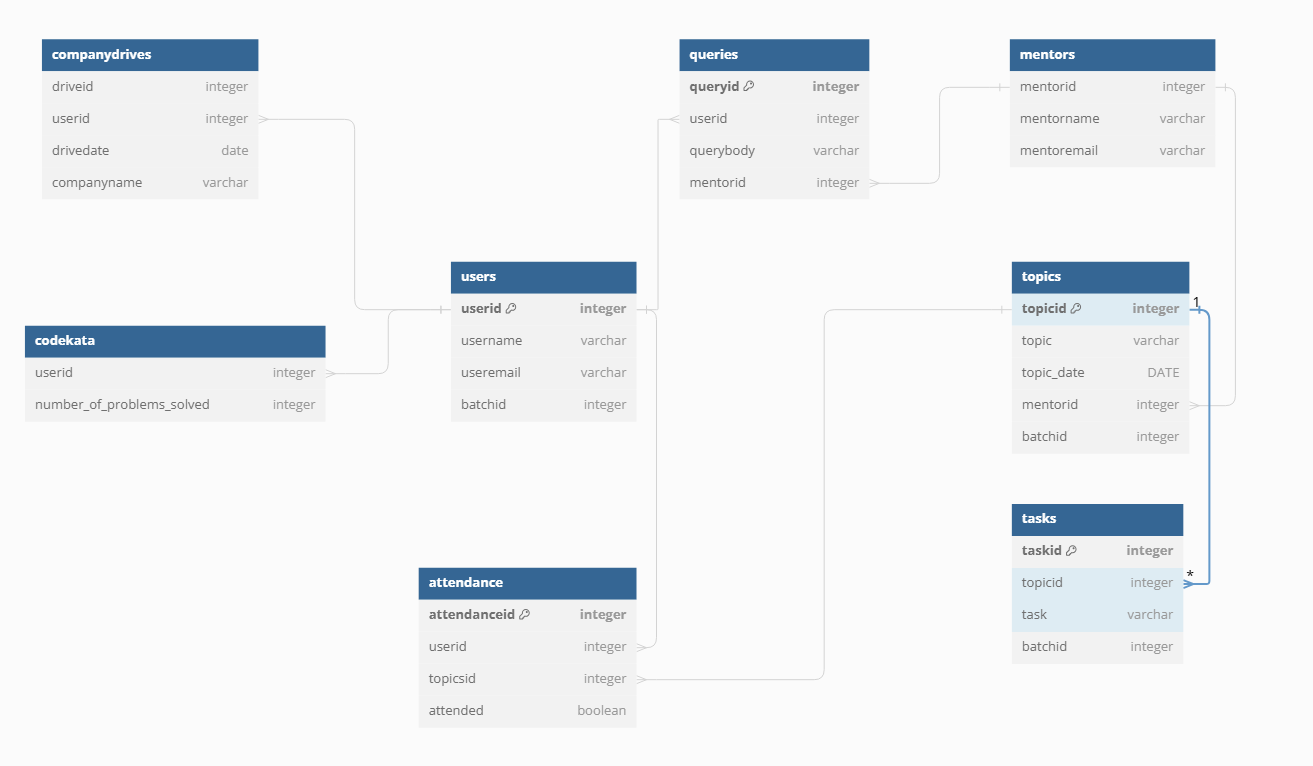 companydrives
driveid integer
userid integer
drivedate date
companyname varchar
queries
queryid integer
userid integer
querybody varchar
mentorid integer
mentors
mentorid integer
mentorname varchar
mentoremail varchar
users
userid integer
username varchar
useremail varchar
batchid integer
topics
topicid integer
1
topic varchar
topic_date DATE
mentorid integer
batchid integer
codekata
userid integer
number_of_problems_solved integer
tasks
taskid integer
topicid integer
*
task varchar
batchid integer
attendance
attendanceid integer
userid integer
topicsid integer
attended boolean